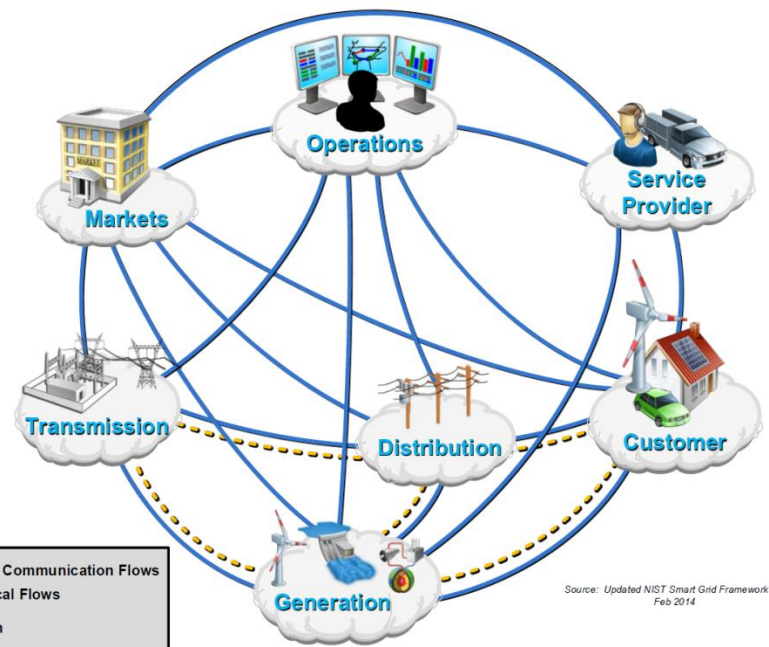 Operations
MARKET
Markets
Service
Provider
Transmission
Distribution
Customer
Generation
Communication Flows
cal Flows
Source: Updated NIST Smart Grid Framework
Feb 2014